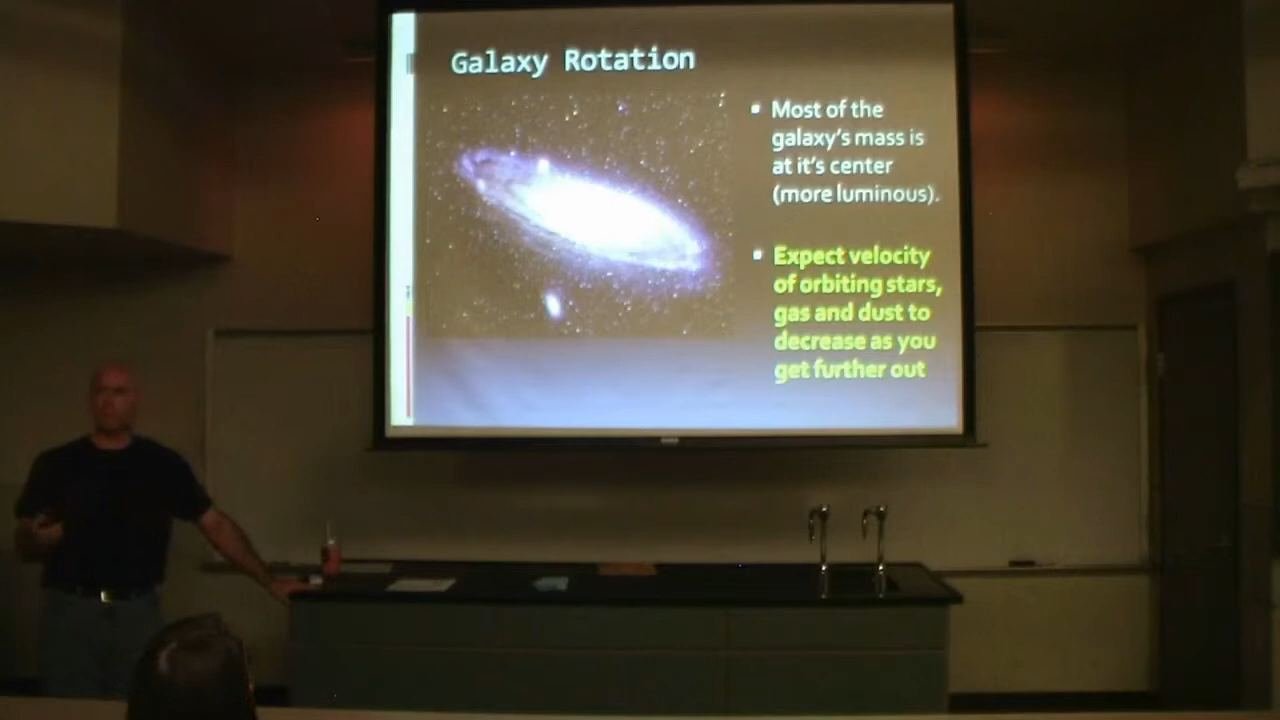 Galaxy Rotation
▪ Most of the
galaxy's mass is
at it's center
(more luminous).
▪ Expect velocity
of orbiting stars,
gas and dust to
decrease as you
get further out